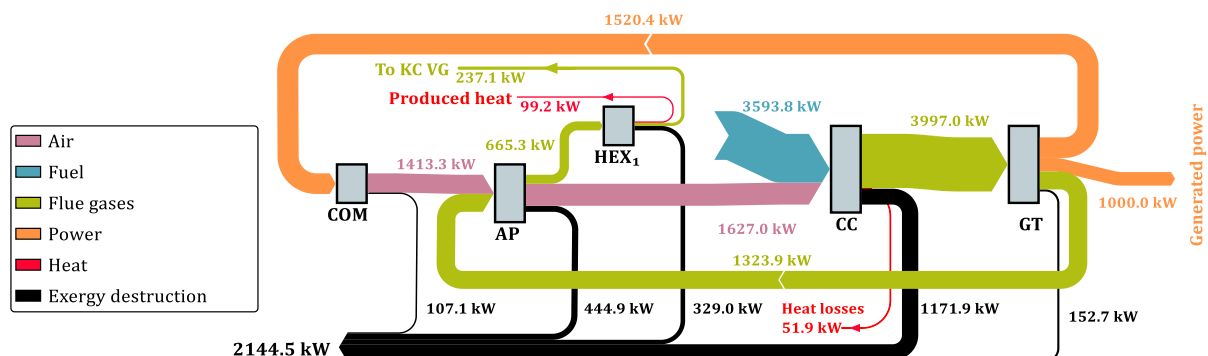 1520.4 kW
To KC VG
237.1 kW
Produced heat
99.2 kW
3593.8 kW
3997.0 kW
Generated power
Air
Fuel
Flue gases
Power
Heat
Exergy destruction
665.3 kW
HEX₁
1413.3 kW
COM
AP
CC
GT
1000.0 kW
1627.0 kW
1323.9 kW
107.1 kW
444.9 kW
329.0 kW
Heat losses
51.9 kW
1171.9 kW
152.7 kW
2144.5 kW